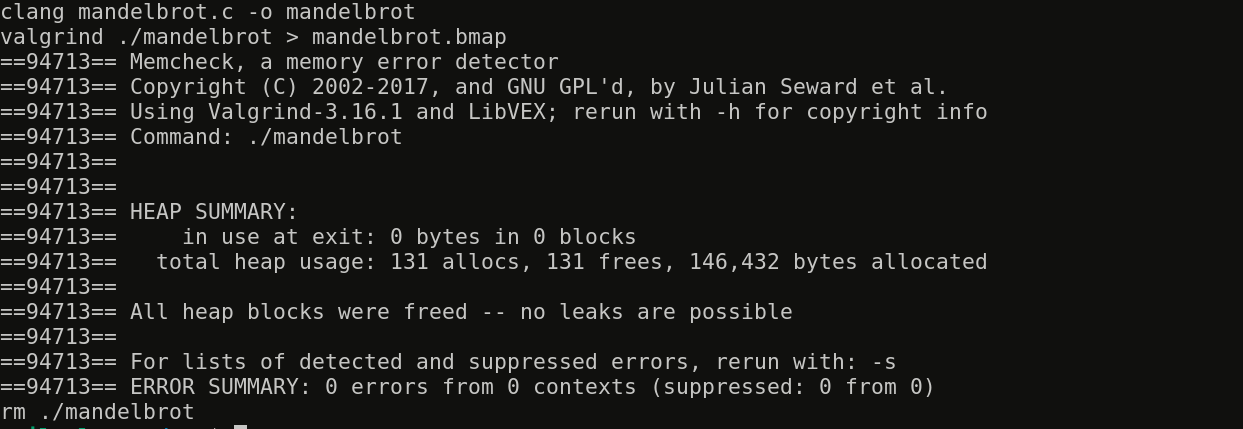 clang mandelbrot.c -o mandelbrot
valgrind ./mandelbrot > mandelbrot.bmap
==94713== Memcheck, a memory error detector
==94713== Copyright (C) 2002-2017, and GNU GPL'd, by Julian Seward et al.
==94713== Using Valgrind-3.16.1 and LibVEX; rerun with -h for copyright info
==94713== Command: ./mandelbrot
==94713==
==94713==
==94713== HEAP SUMMARY:
==94713==     in use at exit: 0 bytes in 0 blocks
==94713==   total heap usage: 131 allocs, 131 frees, 146,432 bytes allocated
==94713==
==94713== All heap blocks were freed -- no leaks are possible
==94713==
==94713== For lists of detected and suppressed errors, rerun with: -s
==94713== ERROR SUMMARY: 0 errors from 0 contexts (suppressed: 0 from 0)
rm ./mandelbrot